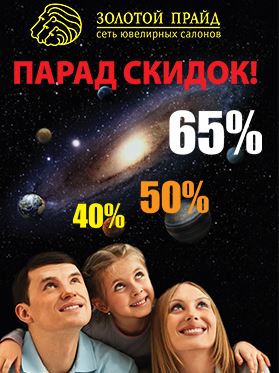 ЗОЛОТОЙ ПРАЙД
сеть ювелирных салонов
ПАРАД СКИДОК!
65%
50%
40%